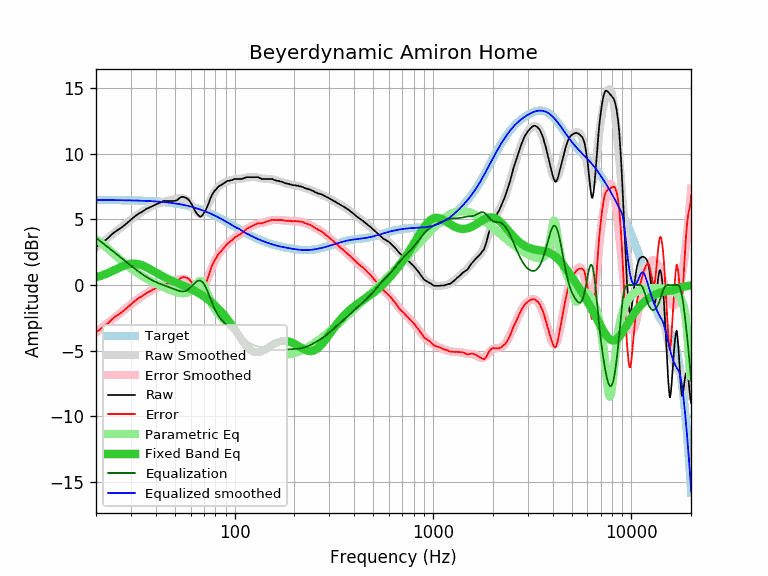 Beyerdynamic Amiron Home
Amplitude (dBr)
15
10
5
0
−5
−10
−15
Target
Raw Smoothed
Error Smoothed
Raw
Error
Parametric Eq
Fixed Band Eq
Equalization
Equalized smoothed
100
1000
10000
Frequency (Hz)